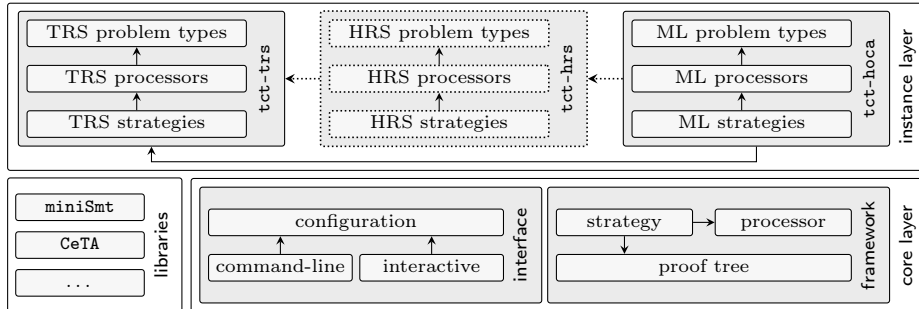 TRS problem types
TRS processors
TRS strategies
tct-trs
HRS problem types
HRS processors
HRS strategies
tct-hrs
ML problem types
ML processors
ML strategies
tct-hoca
instance layer
miniSmt
CeTA
...
libraries
configuration
command-line
interactive
interface
strategy
processor
proof tree
framework
core layer